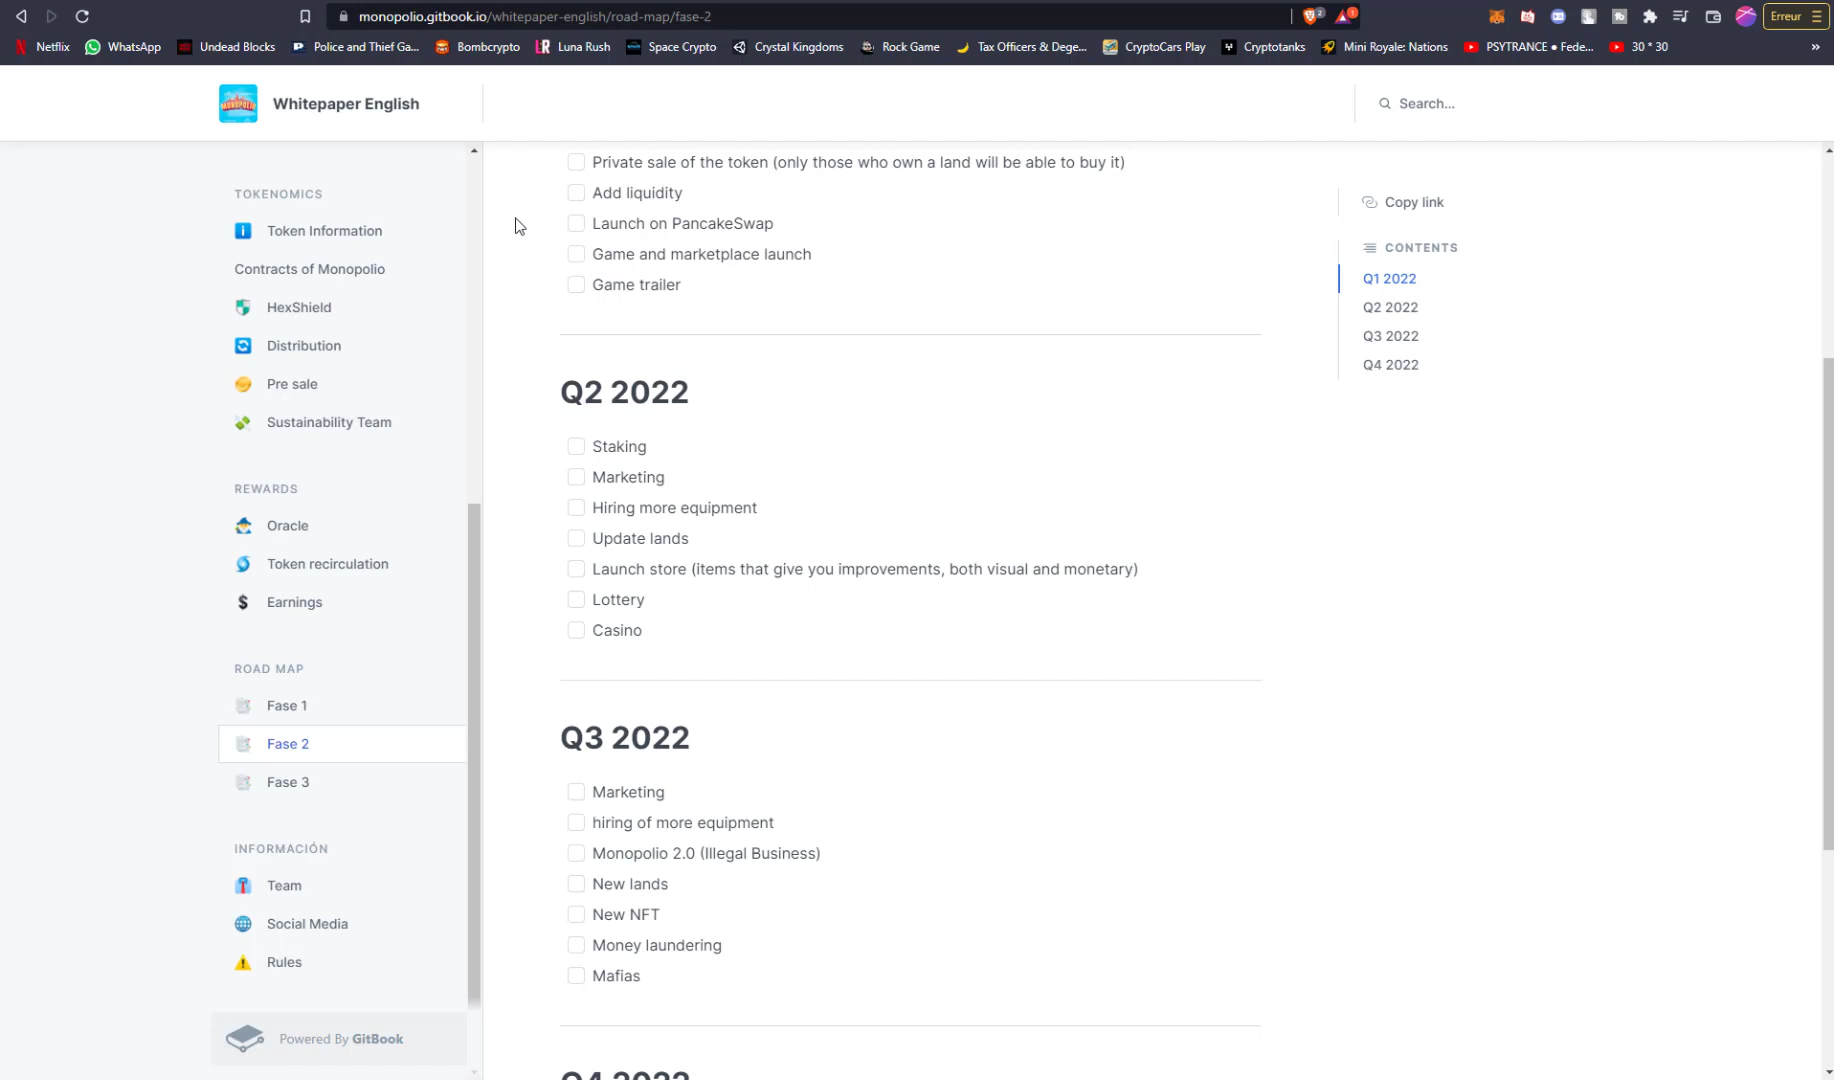 monopolio.gitbook.io/whitepaper-english/road-map/fase-2
2
1
Erreur
Netflix
WhatsApp
Undead Blocks
Police and Thief Ga...
Bombcrypto
Luna Rush
Space Crypto
Crystal Kingdoms
Rock Game
Tax Officers & Dege...
CryptoCars Play
Cryptotanks
Mini Royale: Nations
PSYTRANCE ● Fede...
30 * 30
»
MONOPOLIO
Whitepaper English
Search...
TOKENOMICS
Token Information
Contracts of Monopolio
HexShield
Distribution
Pre sale
Sustainability Team
REWARDS
Oracle
Token recirculation
Earnings
ROAD MAP
Fase 1
Fase 2
Fase 3
INFORMACIÓN
Team
Social Media
Rules
Powered By GitBook
Private sale of the token (only those who own a land will be able to buy it)
Add liquidity
Launch on PancakeSwap
Game and marketplace launch
Game trailer
Q2 2022
Staking
Marketing
Hiring more equipment
Update lands
Launch store (items that give you improvements, both visual and monetary)
Lottery
Casino
Q3 2022
Marketing
hiring of more equipment
Monopolio 2.0 (Illegal Business)
New lands
New NFT
Money laundering
Mafias
Q4 2022
Copy link
CONTENTS
Q1 2022
Q2 2022
Q3 2022
Q4 2022